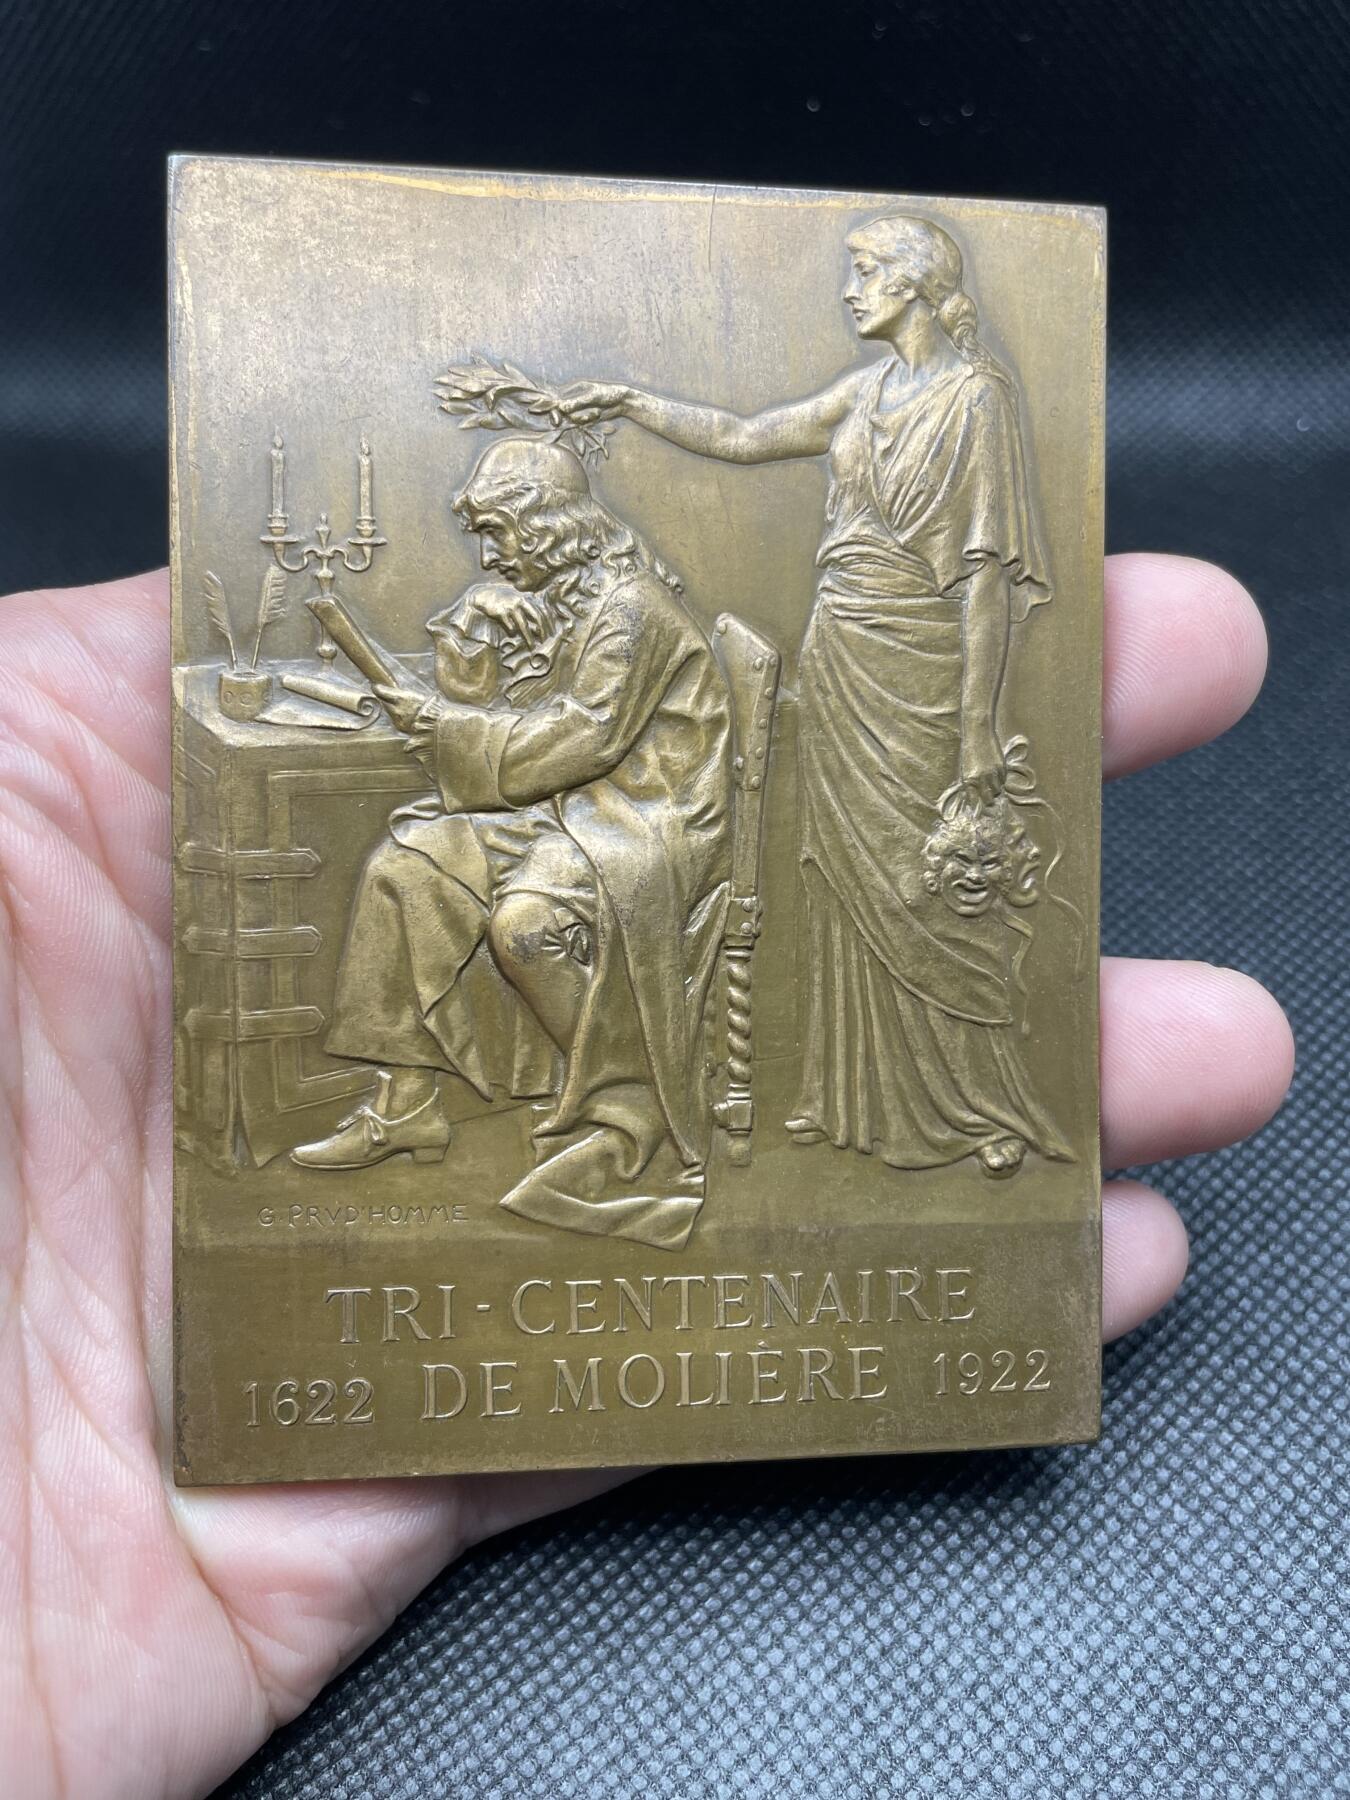 G. PRVD'HOMME
TRI-CENTENAIRE
1622 DE MOLIÈRE 1922